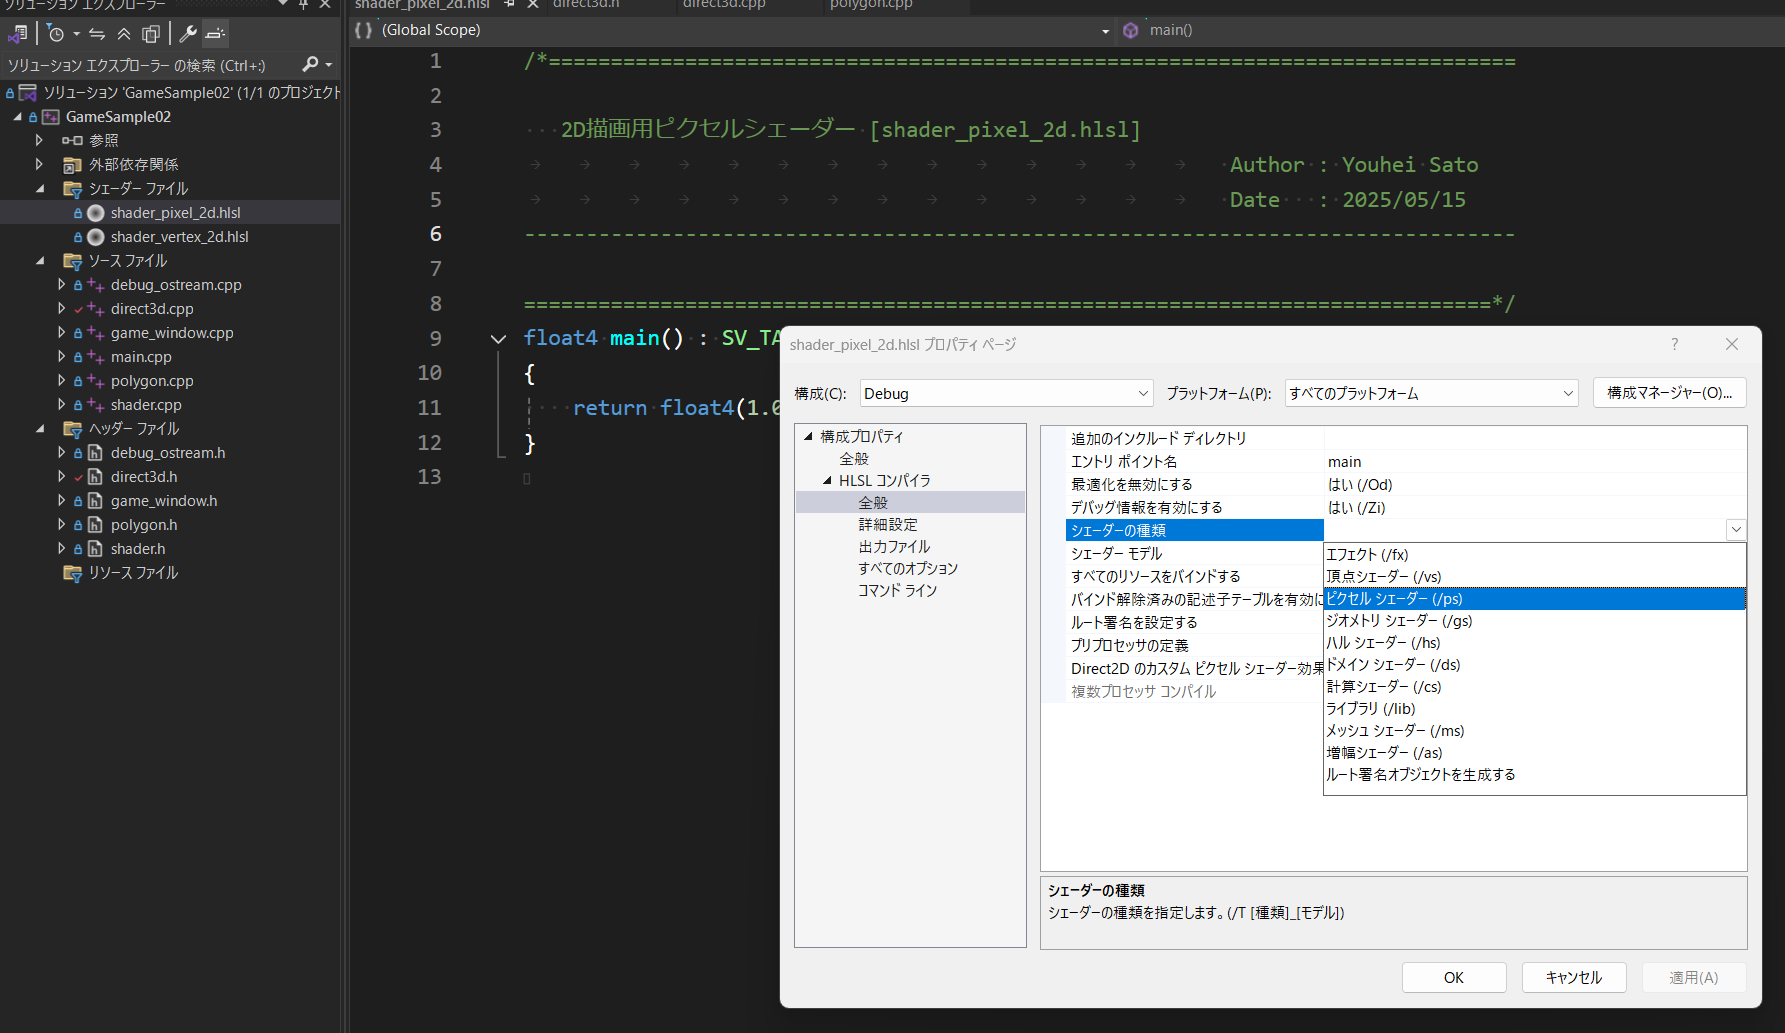 ソリューション エクスプローラー
ソリューション エクスプローラー の検索 (Ctrl+:)
ソリューション 'GameSample02' (1/1 のプロジェクト
GameSample02
参照
外部依存関係
シェーダー ファイル
shader_pixel_2d.hlsl
shader_vertex_2d.hlsl
ソース ファイル
debug_ostream.cpp
direct3d.cpp
game_window.cpp
main.cpp
polygon.cpp
shader.cpp
ヘッダー ファイル
debug_ostream.h
direct3d.h
game_window.h
polygon.h
shader.h
リソース ファイル
shader_pixel_2d.hlsl direct3d.h direct3d.cpp polygon.cpp
(Global Scope) main()
1 /*==============================================================================
2
3 2D描画用ピクセルシェーダー [shader_pixel_2d.hlsl]
4 Author : Youhei Sato
5 Date : 2025/05/15
6 --------------------------------------------------------------------------------
7
8 ==============================================================================*/
9 float4 main() : SV_TA
10 {
11 return float4(1.0
12 }
13
shader_pixel_2d.hlsl プロパティ ページ
構成(C): Debug プラットフォーム(P): すべてのプラットフォーム 構成マネージャー(O)...
構成プロパティ
全般
HLSL コンパイラ
全般
詳細設定
出力ファイル
すべてのオプション
コマンド ライン
追加のインクルード ディレクトリ
エントリ ポイント名 main
最適化を無効にする はい (/Od)
デバッグ情報を有効にする はい (/Zi)
シェーダーの種類
シェーダー モデル
すべてのリソースをバインドする
バインド解除済みの記述子テーブルを有効に
ルート署名を設定する
プリプロセッサの定義
Direct2D のカスタム ピクセル シェーダー効果
複数プロセッサ コンパイル
エフェクト (/fx)
頂点シェーダー (/vs)
ピクセル シェーダー (/ps)
ジオメトリ シェーダー (/gs)
ハル シェーダー (/hs)
ドメイン シェーダー (/ds)
計算シェーダー (/cs)
ライブラリ (/lib)
メッシュ シェーダー (/ms)
増幅シェーダー (/as)
ルート署名オブジェクトを生成する
シェーダーの種類
シェーダーの種類を指定します。(/T [種類]_[モデル])
OK キャンセル 適用(A)